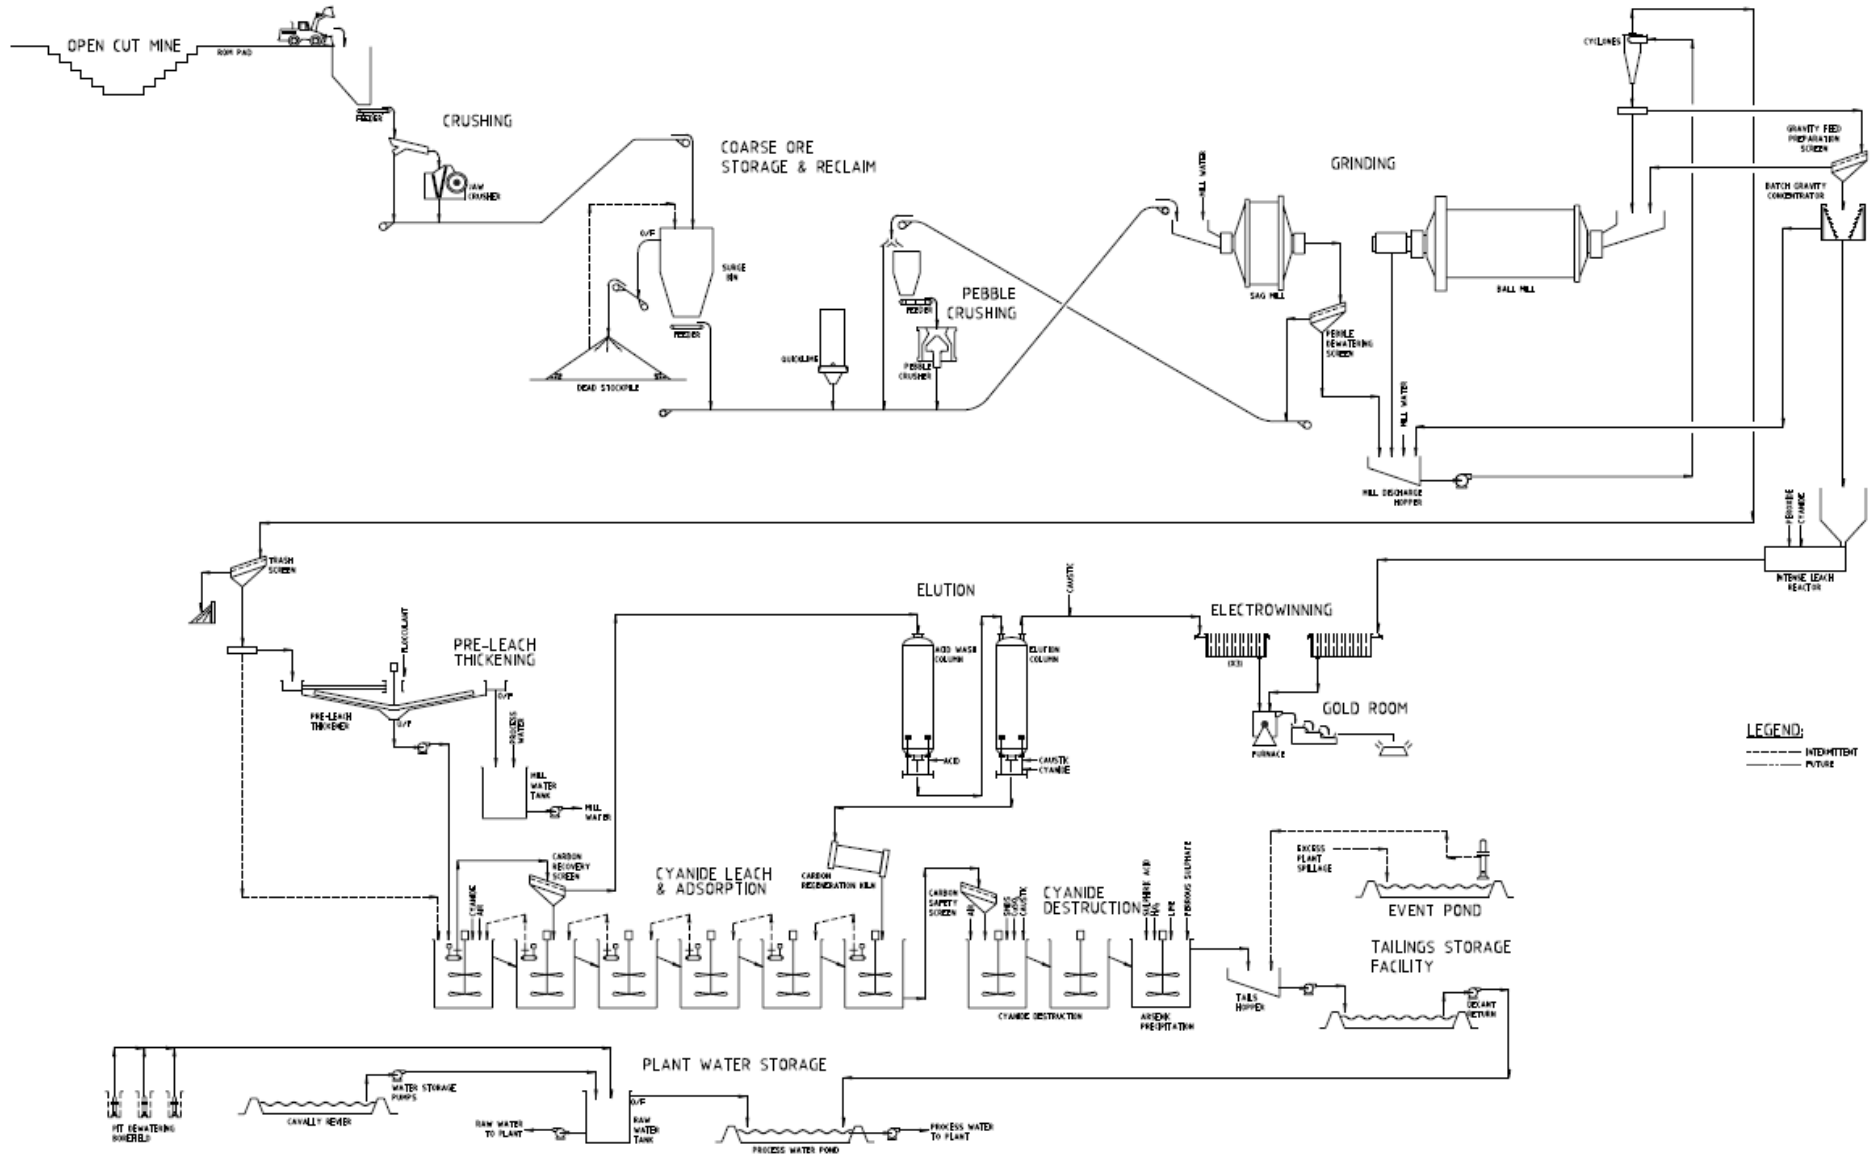 OPEN CUT MINE
ROM PAD
FEEDER
CRUSHING
JAW
CRUSHER
COARSE ORE
STORAGE & RECLAIM
O/F
SURGE
BIN
FEEDER
DEAD STOCKPILE
QUICKLIME
FEEDER
PEBBLE
CRUSHING
PEBBLE
CRUSHER
MILL WATER
GRINDING
SAG MILL
BALL MILL
PEBBLE
DEWATERING
SCREEN
MILL WATER
MILL DISCHARGE
HOPPER
CYCLONES
GRAVITY FEED
PREPARATION
SCREEN
BATCH GRAVITY
CONCENTRATOR
PEROXIDE
CYANIDE
INTENSE LEACH
REACTOR
TRASH
SCREEN
FLOCCULANT
PRE-LEACH
THICKENING
PRE-LEACH
THICKENER
O/F
PROCESS
WATER
MILL
WATER
TANK
MILL
WATER
ELUTION
ACID WASH
COLUMN
ELUTION
COLUMN
CAUSTIC
ACID
CAUSTIC
CYANIDE
ELECTROWINNING
(X3)
GOLD ROOM
FURNACE
LEGEND:
INTERMITTENT
FUTURE
CARBON
RECOVERY
SCREEN
CYANIDE
AIR
CYANIDE LEACH
& ADSORPTION
CARBON
REGENERATION KILN
CARBON
SAFETY
SCREEN
AIR
SMBS
CAUSTIC
CYANIDE
DESTRUCTION
SULPHURIC ACID
LIME
FERROUS SULPHATE
CYANIDE DESTRUCTION
ARSENIC
PRECIPITATION
EXCESS
PLANT
SPILLAGE
EVENT POND
TAILINGS STORAGE
FACILITY
TAILS
HOPPER
DECANT
RETURN
PLANT WATER STORAGE
PIT DEWATERING
BOREFIELD
WATER STORAGE
PUMPS
CAVALLY REVIER
RAW WATER
TO PLANT
O/F
RAW
WATER
TANK
PROCESS WATER POND
PROCESS WATER
TO PLANT